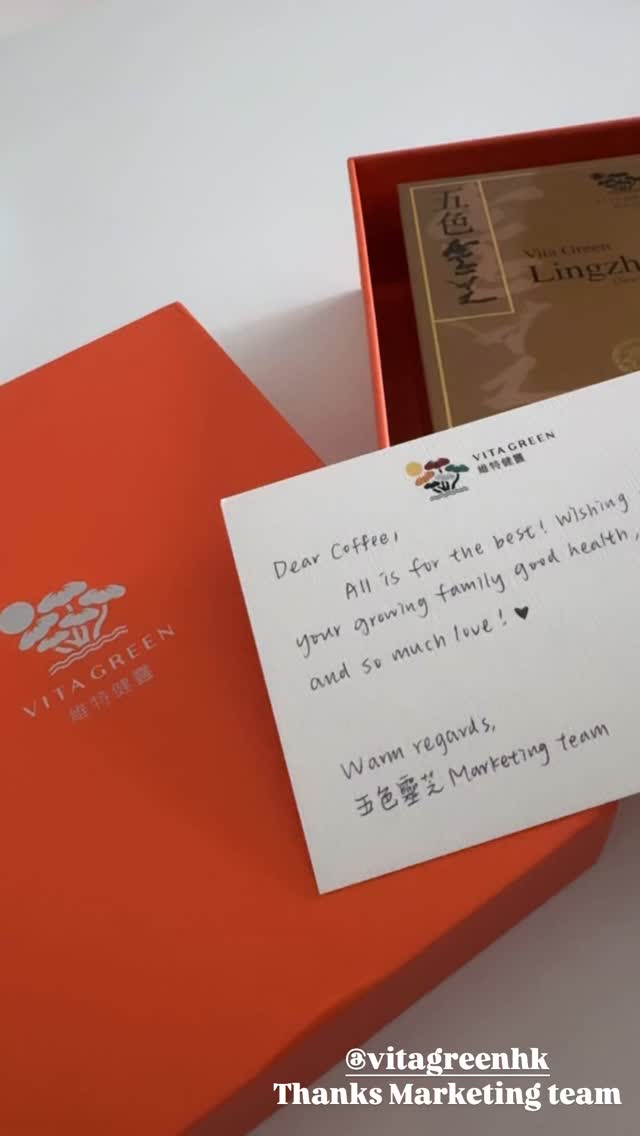 五色
Vita Green
VITA GREEN
維特健靈
Dear Coffee,
All is for the best! Wishing
your growing family good health,
and so much love! ♥
Warm regards,
五色靈芝 Marketing team
VITA GREEN
維特健靈
@vitagreenhk
Thanks Marketing team